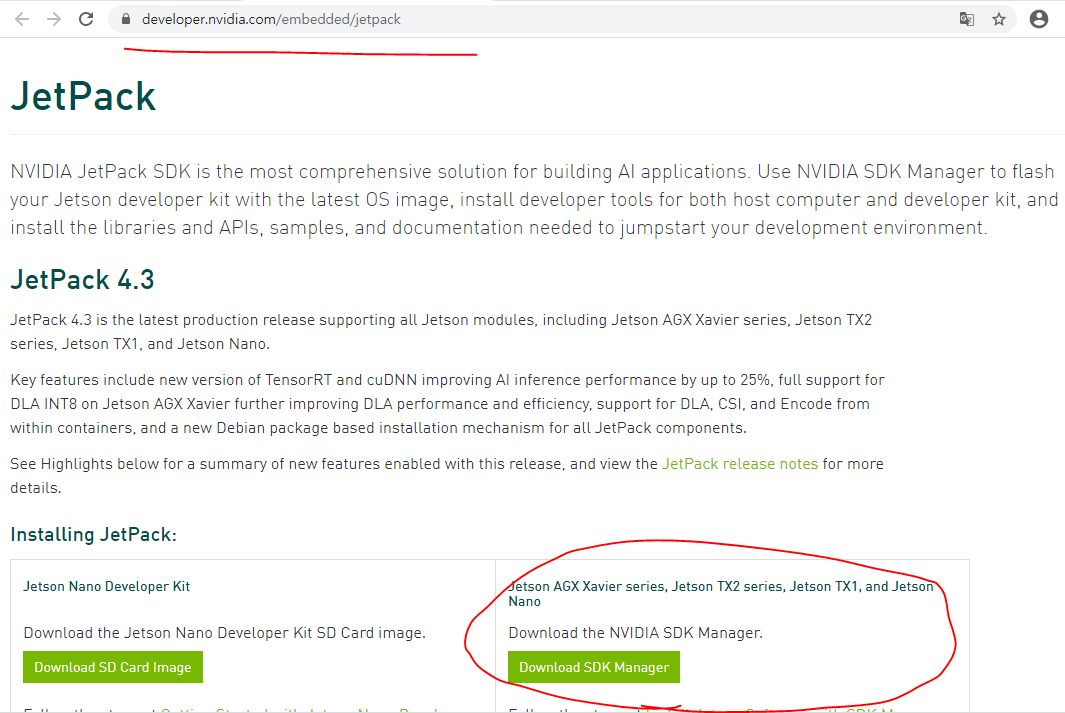 developer.nvidia.com/embedded/jetpack
JetPack
NVIDIA JetPack SDK is the most comprehensive solution for building AI applications. Use NVIDIA SDK Manager to flash
your Jetson developer kit with the latest OS image, install developer tools for both host computer and developer kit, and
install the libraries and APIs, samples, and documentation needed to jumpstart your development environment.
JetPack 4.3
JetPack 4.3 is the latest production release supporting all Jetson modules, including Jetson AGX Xavier series, Jetson TX2
series, Jetson TX1, and Jetson Nano.
Key features include new version of TensorRT and cuDNN improving AI inference performance by up to 25%, full support for
DLA INT8 on Jetson AGX Xavier further improving DLA performance and efficiency, support for DLA, CSI, and Encode from
within containers, and a new Debian package based installation mechanism for all JetPack components.
See Highlights below for a summary of new features enabled with this release, and view the JetPack release notes for more
details.
Installing JetPack:
Jetson Nano Developer Kit
Download the Jetson Nano Developer Kit SD Card image.
Download SD Card Image
Jetson AGX Xavier series, Jetson TX2 series, Jetson TX1, and Jetson
Nano
Download the NVIDIA SDK Manager.
Download SDK Manager